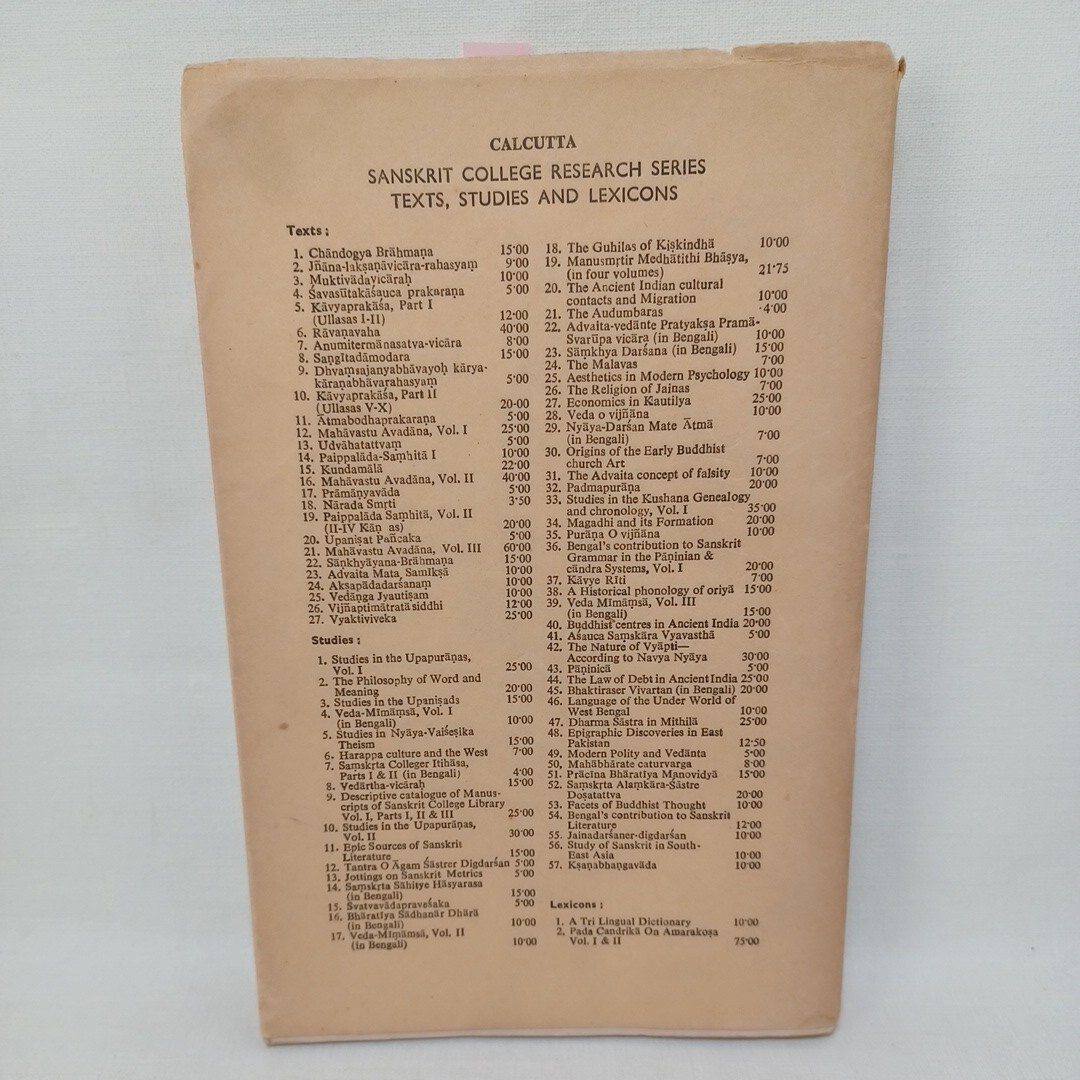 CALCUTTA
SANSKRIT COLLEGE RESEARCH SERIES
TEXTS, STUDIES AND LEXICONS
Texts :
1. Chāndogya Brāhmaṇa 15·00
2. Jñāna-lakṣaṇāvicāra-rahasyam 9·00
3. Muktivādavicāraḥ 10·00
4. Śavasūtakāśauca prakaraṇa 5·00
5. Kāvyaprakāśa, Part I
(Ullasas I-II) 12·00
6. Rāvaṇavaha 40·00
7. Anumitermānasatva-vicāra 8·00
8. Saṇgītadāmodara 15·00
9. Dhvaṃsajanyabhāvayoḥ kārya-
kāraṇabhāvarahasyam 5·00
10. Kāvyaprakāśa, Part II
(Ullasas V-X) 20-00
11. Ātmabodhaprakaraṇa 5·00
12. Mahāvastu Avadāna, Vol. I 25·00
13. Udvāhatattvaṃ 5·00
14. Paippalāda-Saṃhitā I 10·00
15. Kundamālā 22·00
16. Mahāvastu Avadāna, Vol. II 40·00
17. Prāmāṇyavāda 5·00
18. Nārada Smṛti 3·50
19. Paippalāda Saṃhitā, Vol. II
(II-IV Kāṇ as) 20·00
20. Upaniṣat Pañcaka 5·00
21. Mahāvastu Avadāna, Vol. III 60·00
22. Sāṇkhyāyana-Brāhmaṇa 15·00
23. Advaita Mata Samīkṣā 10·00
24. Akṣapādadarśanaṃ 10·00
25. Vedāṇga Jyautiṣam 10·00
26. Vijñaptimātratā siddhi 12·00
27. Vyaktiviveka 25·00
Studies :
1. Studies in the Upapurāṇas,
Vol. I 25·00
2. The Philosophy of Word and
Meaning 20·00
3. Studies in the Upaniṣads 15·00
4. Veda-Mīmāṃsā, Vol. I
(in Bengali) 10·00
5. Studies in Nyāya-Vaiśeṣika
Theism 15·00
6. Harappa culture and the West 7·00
7. Saṃskṛta Colleger Itihāsa,
Parts I & II (in Bengali) 4·00
8. Vedārtha-vicāraḥ 15·00
9. Descriptive catalogue of Manus-
cripts of Sanskrit College Library
Vol. I, Parts I, II & III 25·00
10. Studies in the Upapurāṇas,
Vol. II 30·00
11. Epic Sources of Sanskrit
Literature 15·00
12. Tantra O Āgam Śāstrer Digdarśan 5·00
13. Jottings on Sanskrit Metrics 5·00
14. Saṃskṛta Sāhitye Hāsyarasa
(in Bengali) 15·00
15. Svatvavādapraveśaka 5·00
16. Bhāratīya Sādhanār Dhārā
(in Bengali) 10·00
17. Veda-Mīmāṃsā, Vol. II
(in Bengali) 10·00
18. The Guhilas of Kiṣkindhā 10·00
19. Manusmṛtir Medhātithi Bhāṣya,
(in four volumes) 21·75
20. The Ancient Indian cultural
contacts and Migration 10·00
21. The Audumbaras ·4·00
22. Advaita-vedānte Pratyakṣa Pramā-
Svarūpa vicāra (in Bengali) 10·00
23. Sāṃkhya Darśana (in Bengali) 15·00
24. The Malavas 7·00
25. Aesthetics in Modern Psychology 10·00
26. The Religion of Jainas 7·00
27. Economics in Kautilya 25·00
28. Veda o vijñāna 10·00
29. Nyāya-Darśan Mate Ātmā
(in Bengali) 7·00
30. Origins of the Early Buddhist
church Art 7·00
31. The Advaita concept of falsity 10·00
32. Padmapurāṇa 20·00
33. Studies in the Kushana Genealogy
and chronology, Vol. I 35·00
34. Magadhi and its Formation 20·00
35. Purāṇa O vijñāna 10·00
36. Bengal's contribution to Sanskrit
Grammar in the Pāṇinian &
cāndra Systems, Vol. I 20·00
37. Kāvye Rīti 7·00
38. A Historical phonology of oriyā 15·00
39. Veda Mīmāṃsā, Vol. III
(in Bengali) 15·00
40. Buddhist centres in Ancient India 20·00
41. Aśauca Saṃskāra Vyavasthā 5·00
42. The Nature of Vyāpti—
According to Navya Nyāya 30·00
43. Pāṇinicā 5·00
44. The Law of Debt in Ancient India 25·00
45. Bhaktiraser Vivartan (in Bengali) 20·00
46. Language of the Under World of
West Bengal 10·00
47. Dharma Śāstra in Mithilā 25·00
48. Epigraphic Discoveries in East
Pakistan 12·50
49. Modern Polity and Vedānta 5·00
50, Mahābhārate caturvarga 8·00
51. Prācīna Bhāratīya Manovidyā 15·00
52. Saṃskṛta Alaṃkāra-Śāstre
Doṣatattva 20·00
53. Facets of Buddhist Thought 10·00
54. Bengal's contribution to Sanskrit
Literature 12·00
55. Jainadarśaner-digdarśan 10·00
56. Study of Sanskrit in South-
East Asia 10·00
57. Kṣaṇabhaṇgavāda 10·00
Lexicons :
1. A Tri Lingual Dictionary 10·00
2. Pada Candrikā On Amarakoṣa
Vol. I & II 75·00